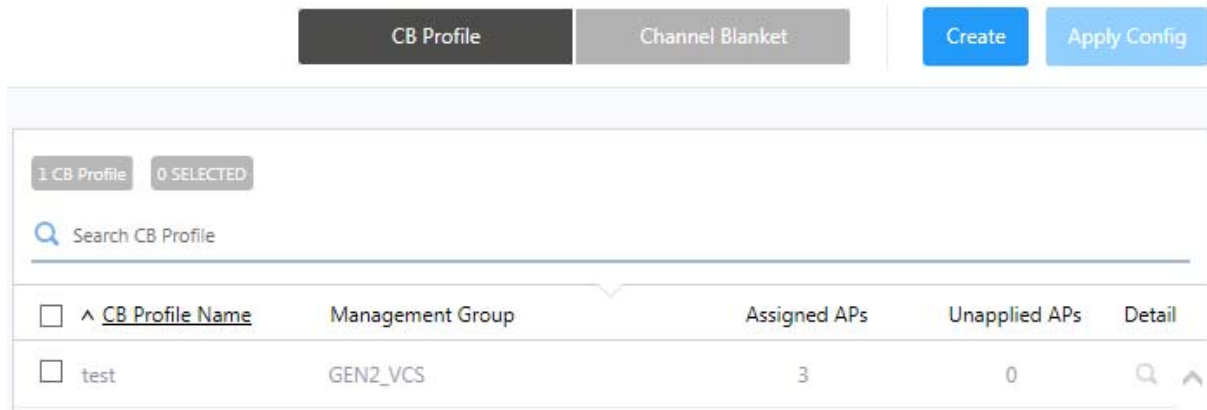 CB Profile Channel Blanket Create Apply Config
1 CB Profile 0 SELECTED
Search CB Profile
CB Profile Name Management Group Assigned APs Unapplied APs Detail
test GEN2_VCS 3 0